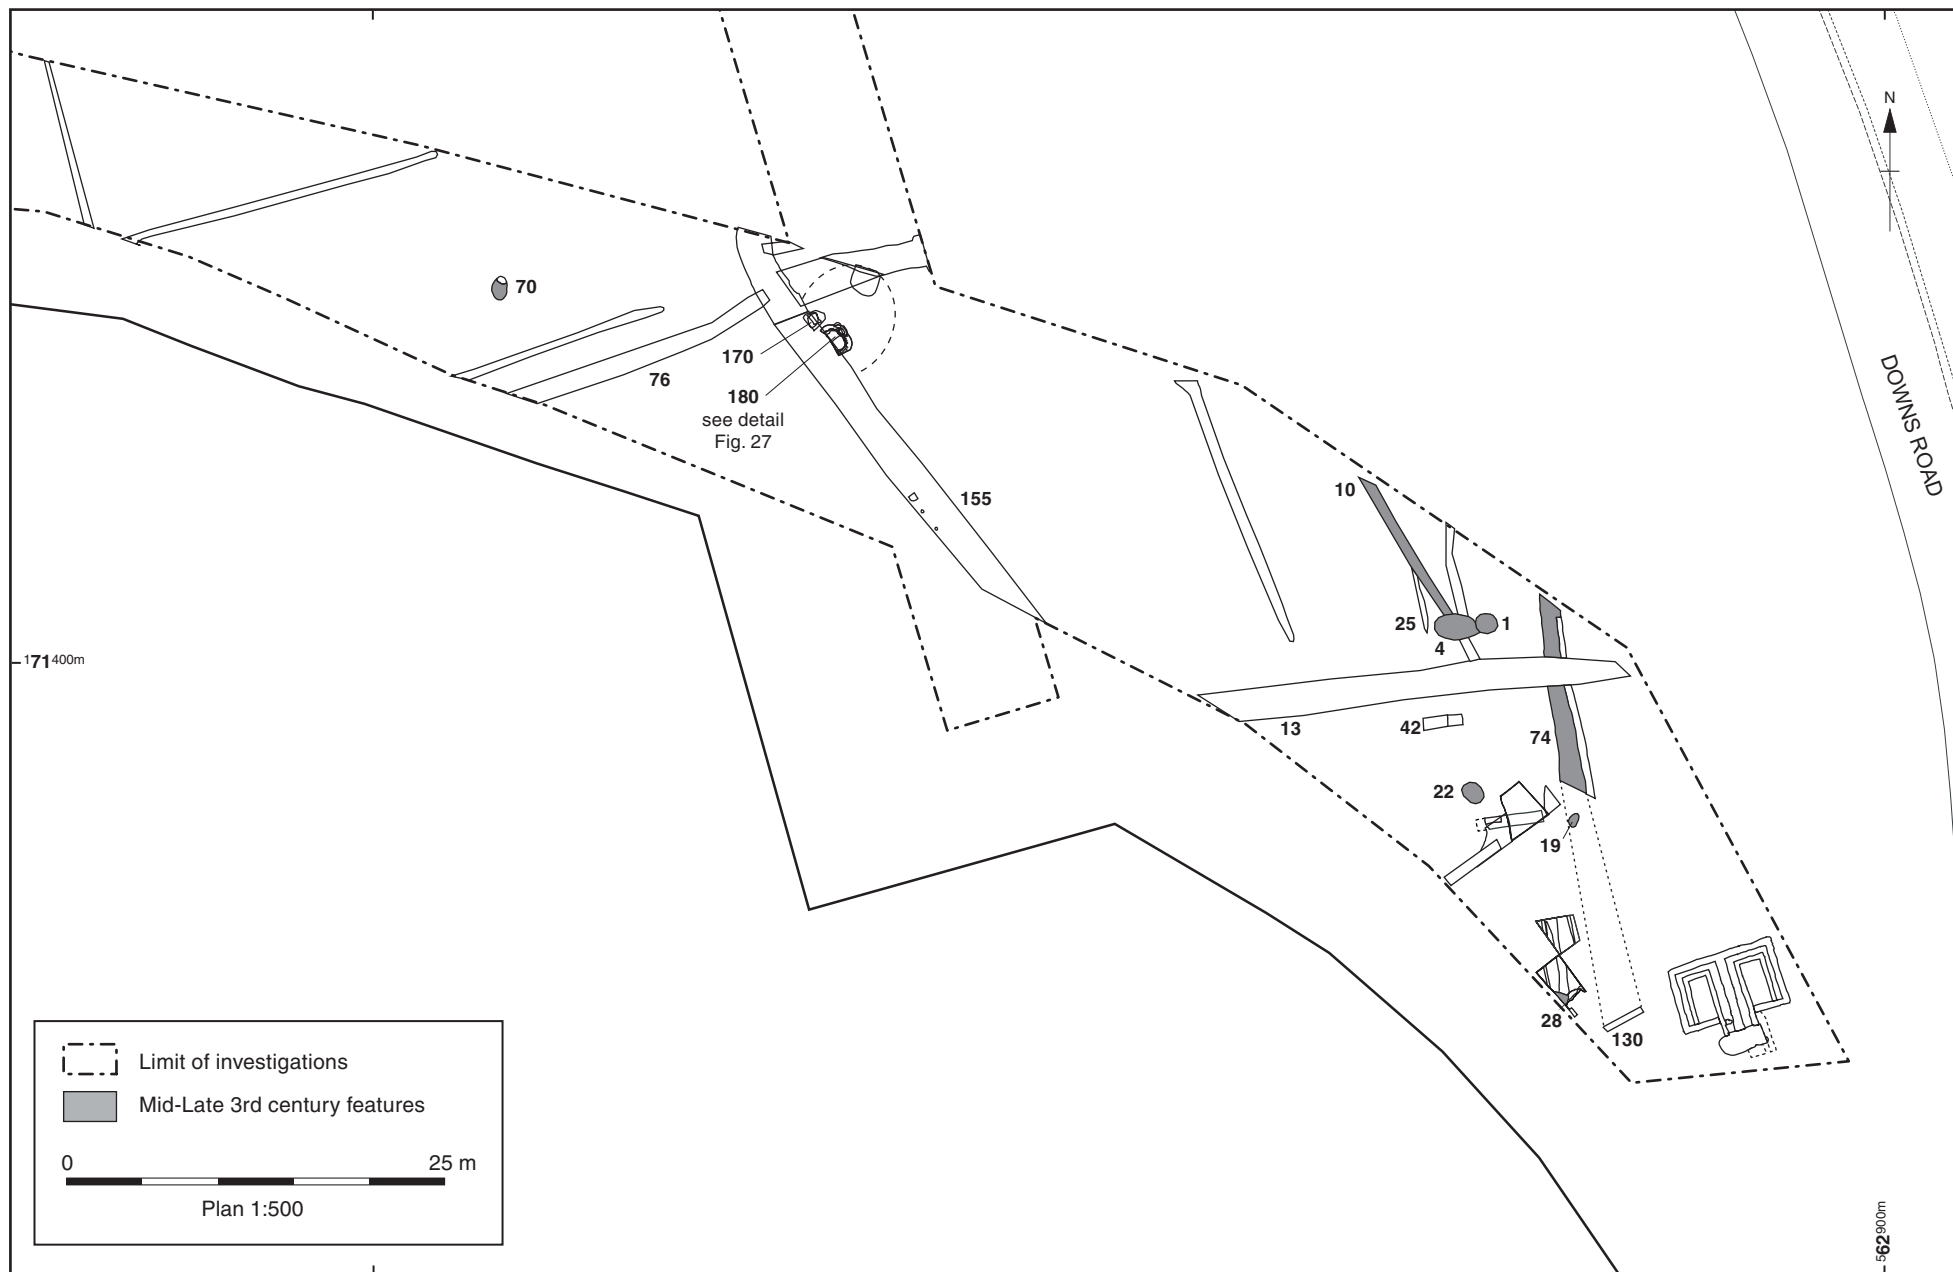 N
DOWNS ROAD
70
170
76
180
see detail
Fig. 27
155
10
25
1
4
171400m
13
42
74
22
19
28
130
Limit of investigations
Mid-Late 3rd century features
0 25 m
Plan 1:500
562900m